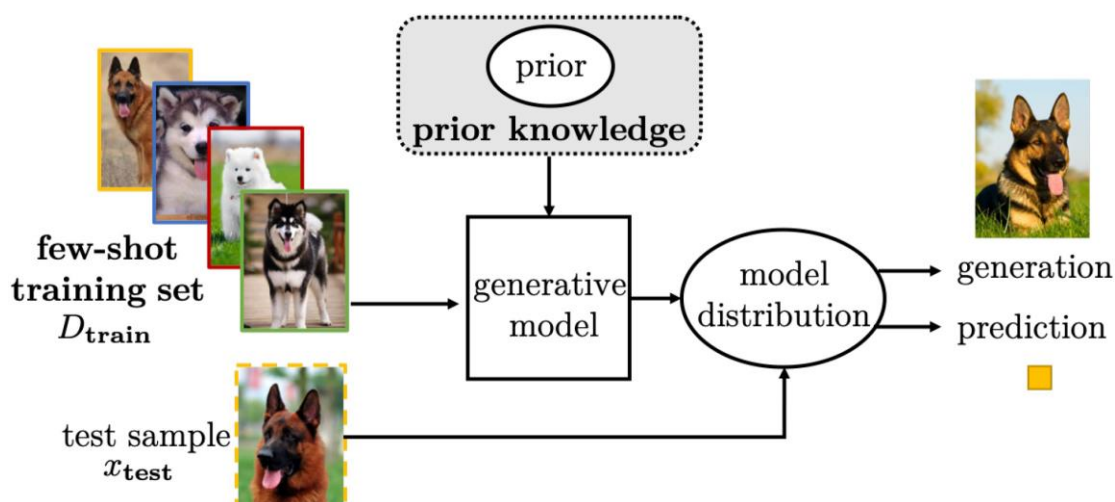 prior
prior knowledge
few-shot
training set
D_train
generative
model
model
distribution
generation
prediction
test sample
x_test